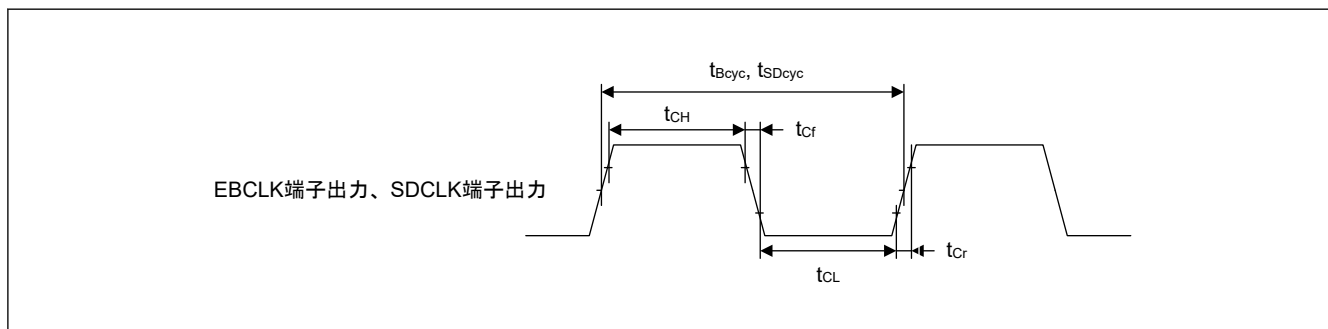 tBcyc, tSDcyc
tCH
tCf
EBCLK端子出力、SDCLK端子出力
tCr
tCL